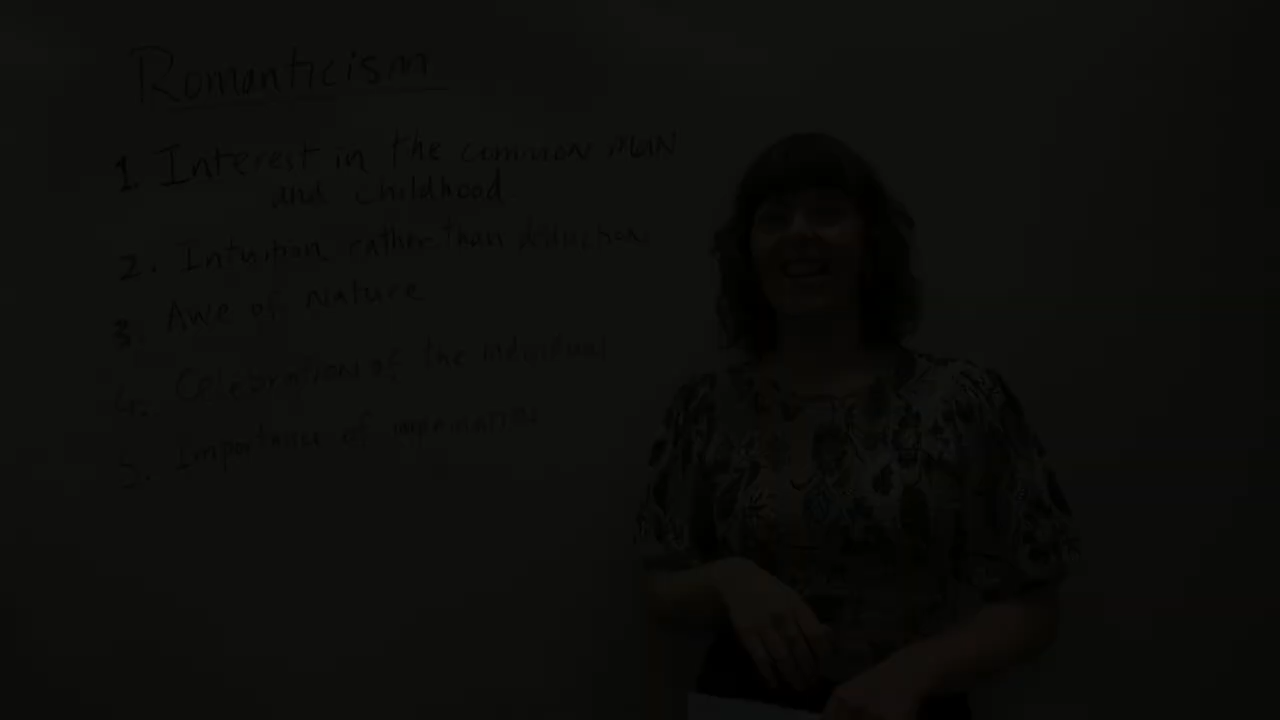 Romanticism
1. Interest in the common man
and childhood.
2. Intuition rather than deduction
3. Awe of Nature
4. Celebration of the individual
5. Importance of imagination